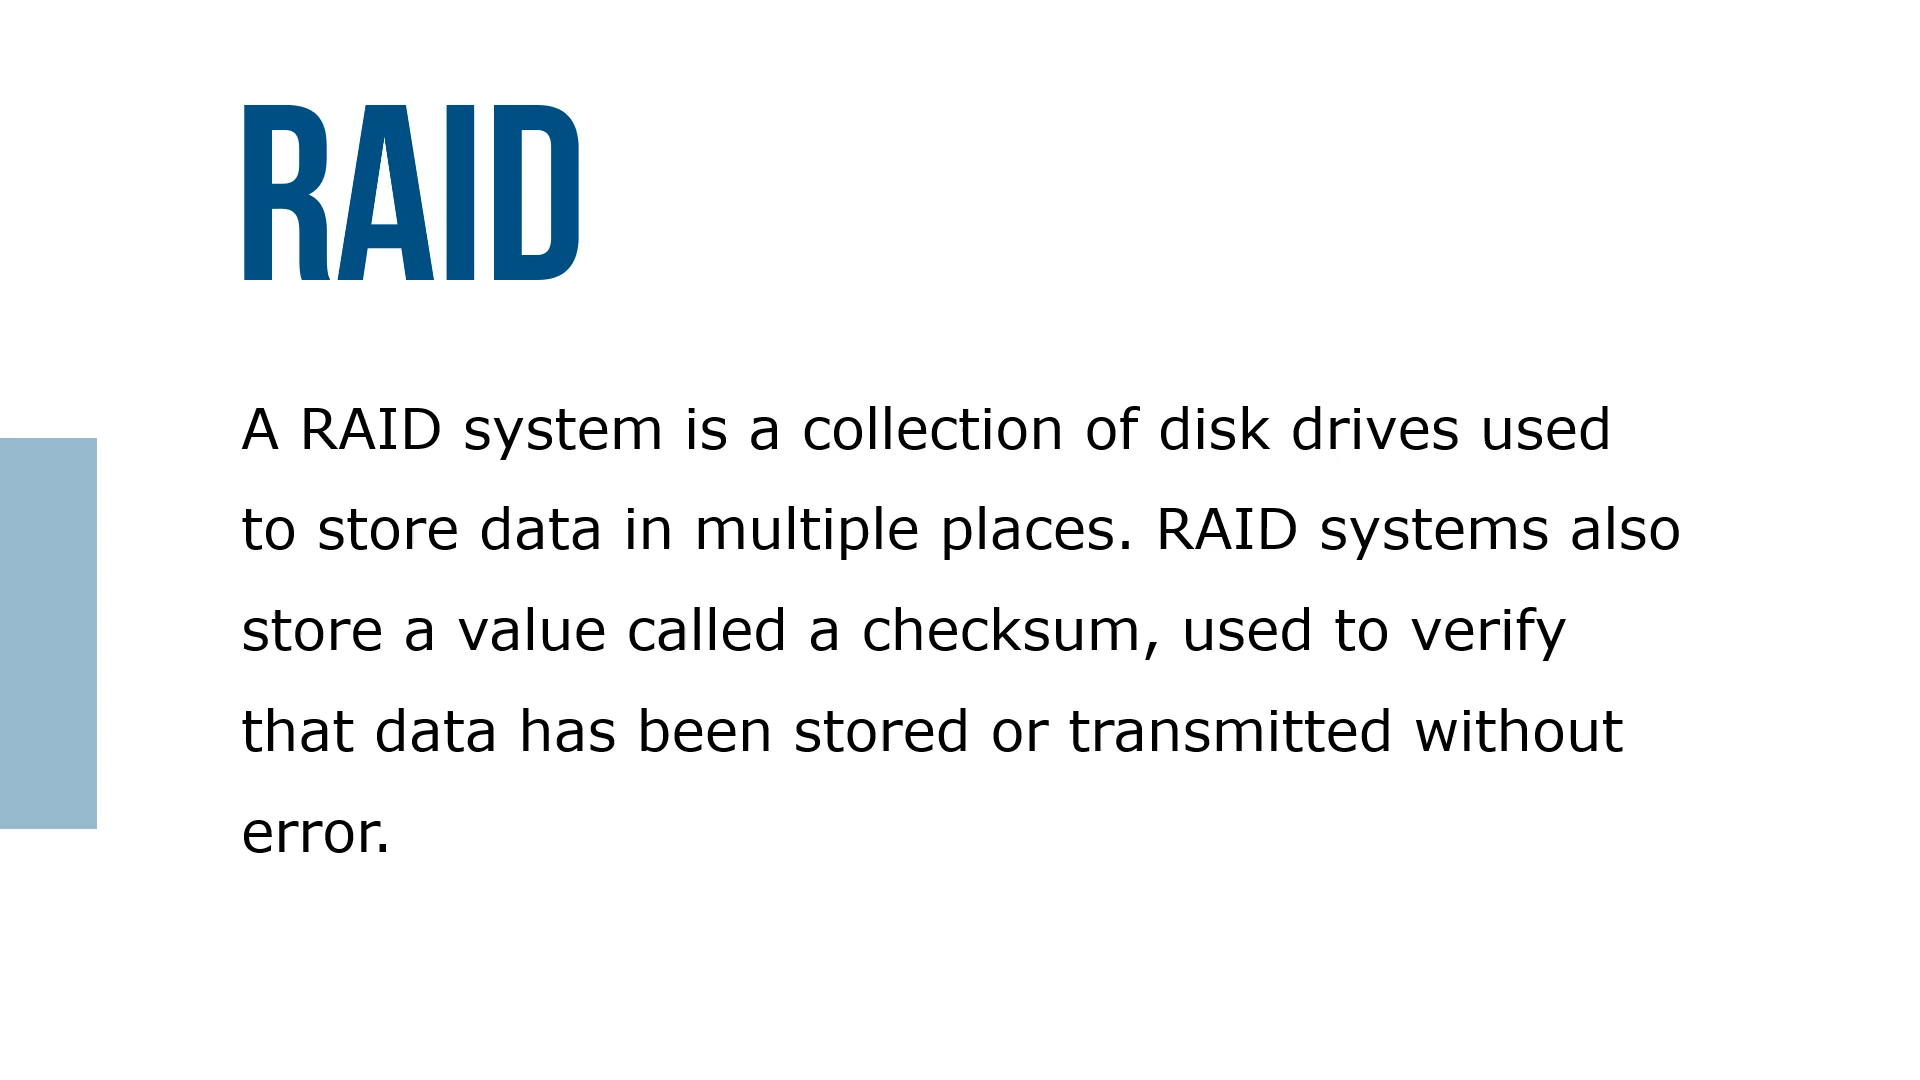 RAID
A RAID system is a collection of disk drives used
to store data in multiple places. RAID systems also
store a value called a checksum, used to verify
that data has been stored or transmitted without
error.